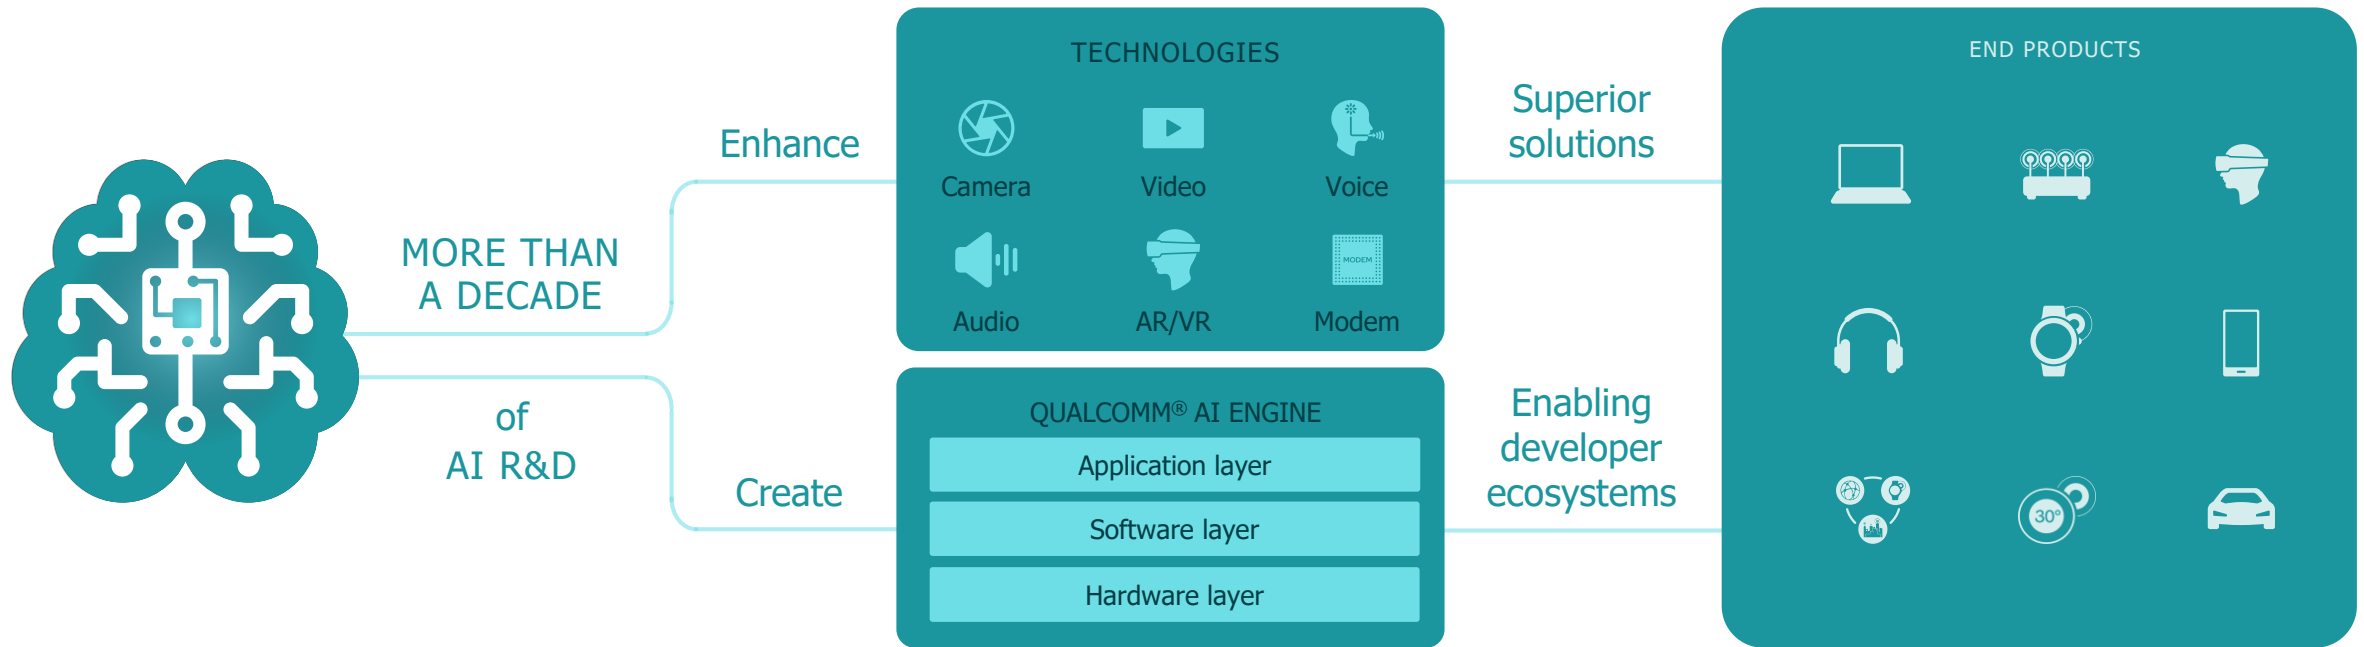 MORE THAN
A DECADE
of
AI R&D
Enhance
Create
TECHNOLOGIES
Camera
Video
Voice
MODEM
Audio
AR/VR
Modem
QUALCOMM® AI ENGINE
Application layer
Software layer
Hardware layer
Superior
solutions
Enabling
developer
ecosystems
END PRODUCTS
30°